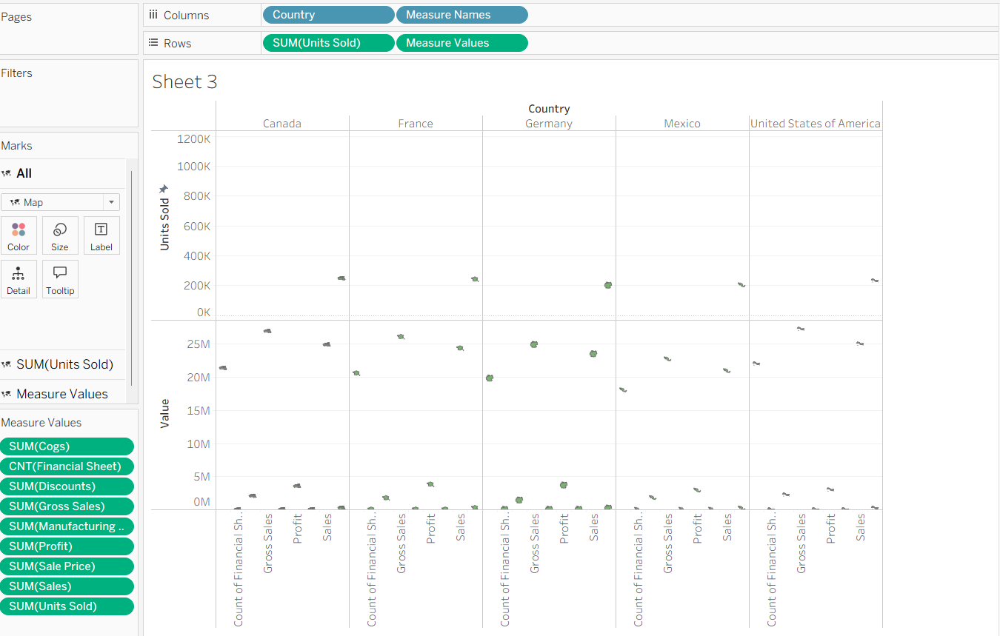 Pages
Columns
Country
Measure Names
Rows
SUM(Units Sold)
Measure Values
Filters
Marks
All
Map
Color
Size
Label
Detail
Tooltip
SUM(Units Sold)
Measure Values
Measure Values
SUM(Cogs)
CNT(Financial Sheet)
SUM(Discounts)
SUM(Gross Sales)
SUM(Manufacturing ..
SUM(Profit)
SUM(Sale Price)
SUM(Sales)
SUM(Units Sold)
Sheet 3
Country
Canada
France
Germany
Mexico
United States of America
Units Sold
1200K
1000K
800K
600K
400K
200K
0K
Value
25M
20M
15M
10M
5M
0M
Count of Financial Sh..
Gross Sales
Profit
Sales
Count of Financial Sh..
Gross Sales
Profit
Sales
Count of Financial Sh..
Gross Sales
Profit
Sales
Count of Financial Sh..
Gross Sales
Profit
Sales
Count of Financial Sh..
Gross Sales
Profit
Sales